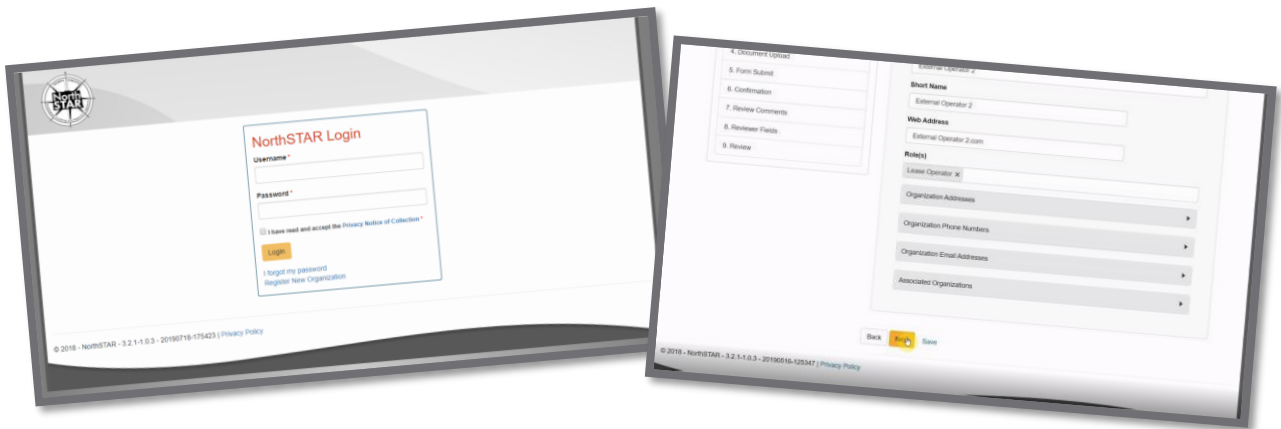 North
STAR
NorthSTAR Login
Username *
Password *
I have read and accept the Privacy Notice of Collection *
Login
I forgot my password
Register New Organization
© 2018 - NorthSTAR - 3.2.1-1.0.3 - 20190718-175423 | Privacy Policy
4. Document Upload
5. Form Submit
6. Confirmation
7. Review Comments
8. Reviewer Fields
9. Review
External Operator 2
Short Name
External Operator 2
Web Address
External Operator 2.com
Role(s)
Lease Operator ×
Organization Addresses
Organization Phone Numbers
Organization Email Addresses
Associated Organizations
Back
Save
© 2018 - NorthSTAR - 3.2.1-1.0.3 - 20190516-125347 | Privacy Policy